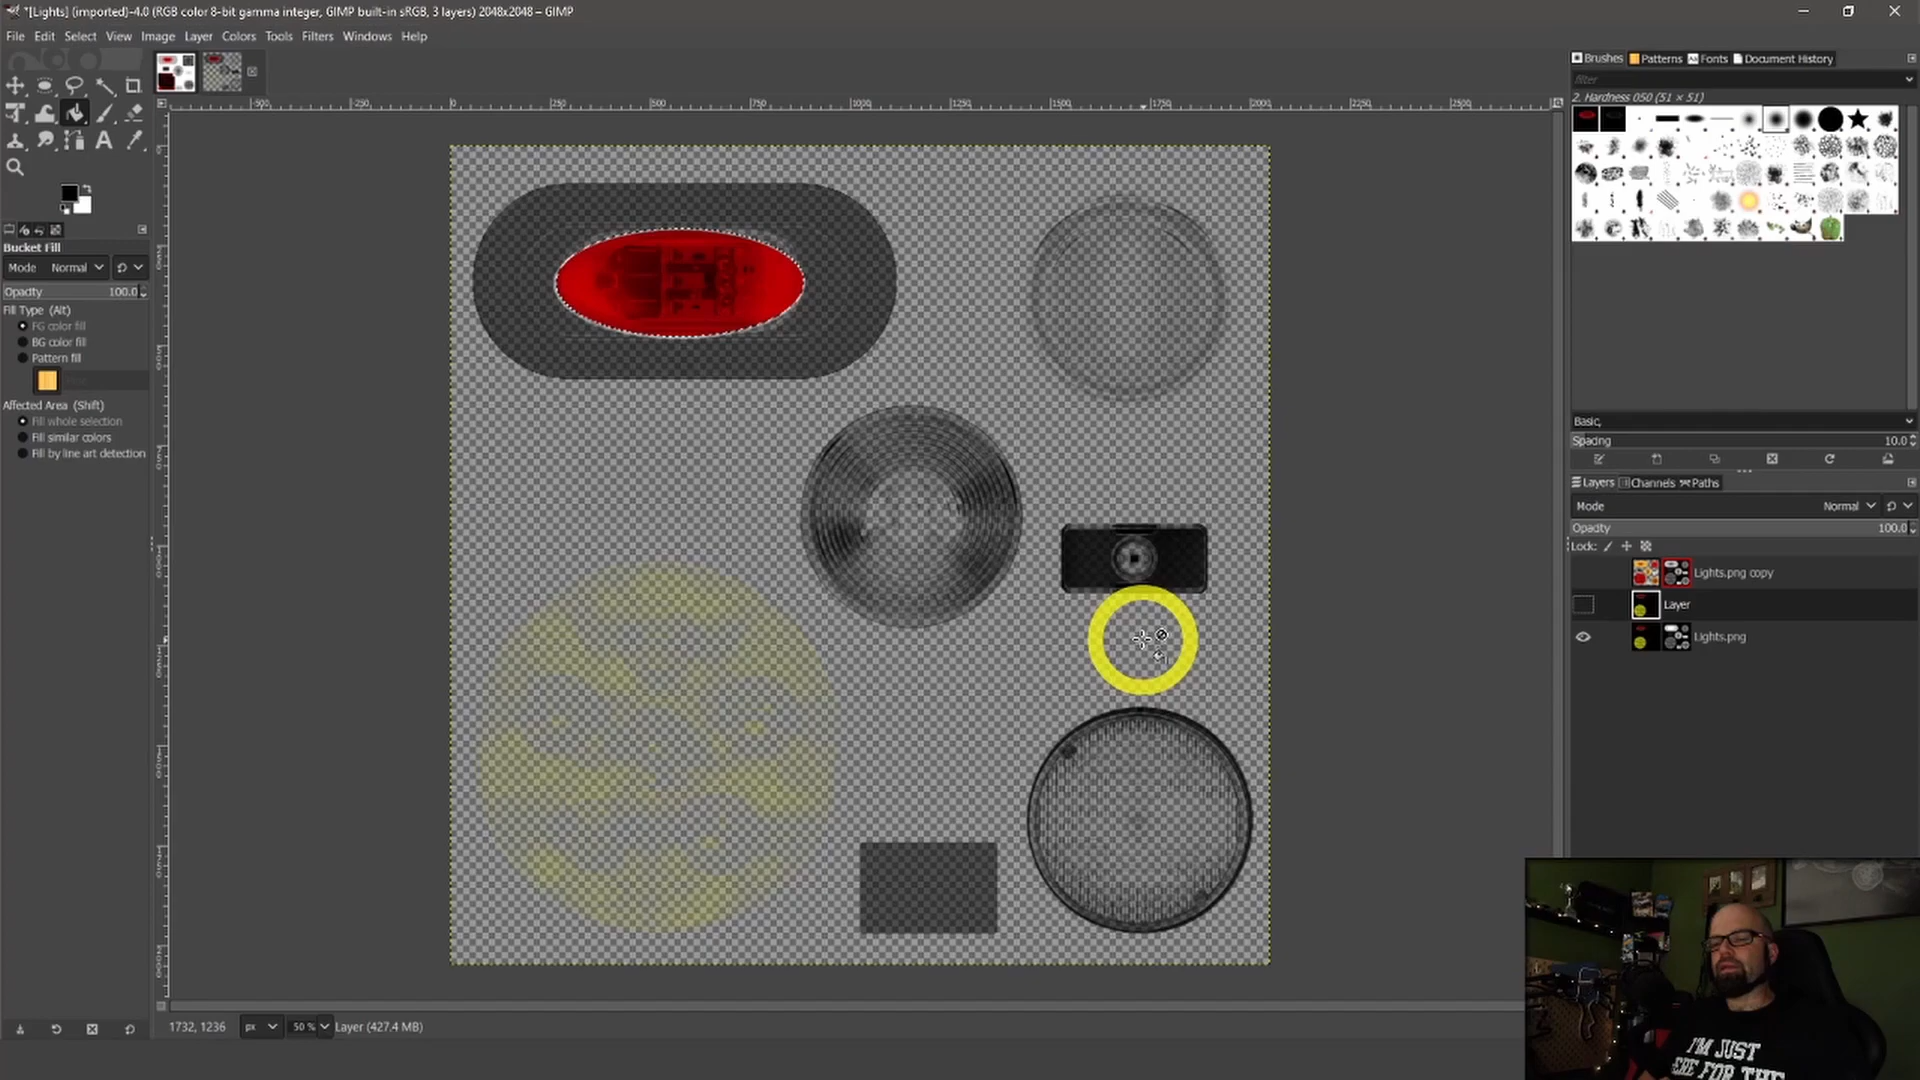 *[Lights] (imported)-4.0 (RGB color 8-bit gamma integer, GIMP built-in sRGB, 3 layers) 2048x2048 – GIMP
File Edit Select View Image Layer Colors Tools Filters Windows Help
Brushes Patterns Fonts Document History
filter
2. Hardness 050 (51 × 51)
Bucket Fill
Mode Normal
Opacity 100.0
Fill Type (Alt)
FG color fill
BG color fill
Pattern fill
Affected Area (Shift)
Fill whole selection
Fill similar colors
Fill by line art detection
Basic,
Spacing 10.0
Layers Channels Paths
Mode Normal
Opacity 100.0
Lock:
Lights.png copy
Layer
Lights.png
1732, 1236 px 50 % Layer (427.4 MB)
I'M JUST
HERE FOR THE